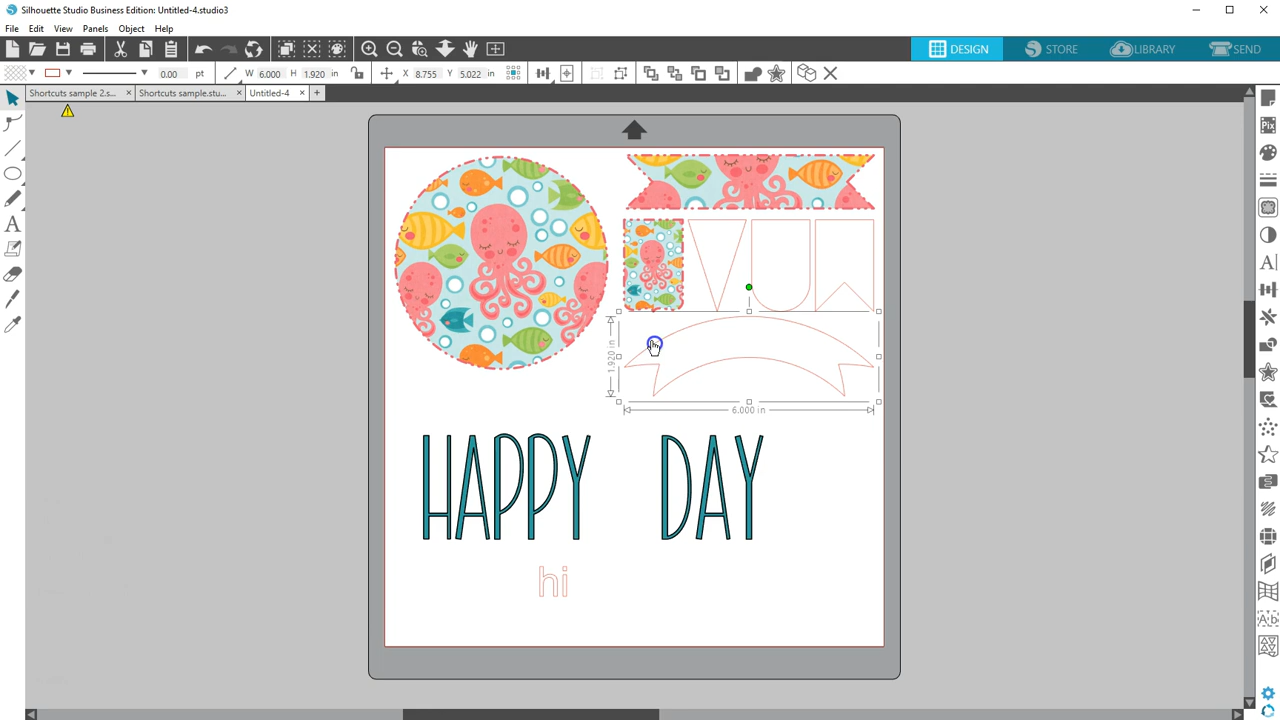 Silhouette Studio Business Edition: Untitled-4.studio3
File Edit View Panels Object Help
DESIGN STORE LIBRARY SEND
0.00 pt W 6.000 H 1.920 in X 8.755 Y 5.022 in
Shortcuts sample 2.s... Shortcuts sample.stu... Untitled-4
Pix
A
A
1.920 in
6.000 in
HAPPY DAY
hi
Ab